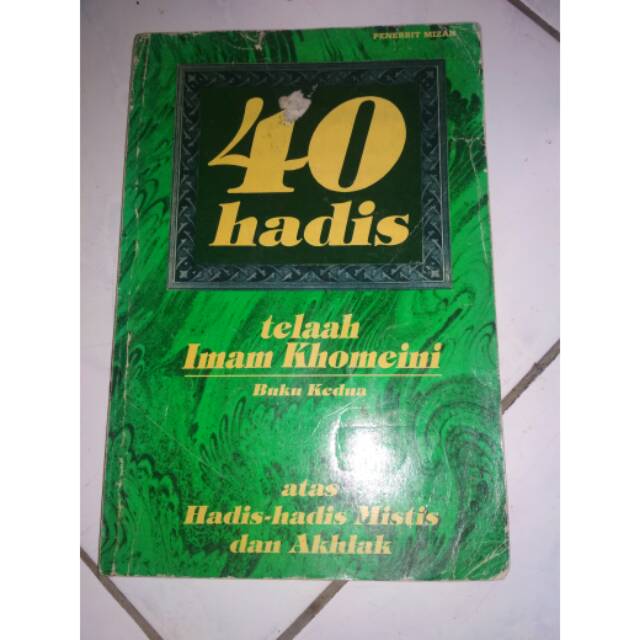 PENERBIT MIZAN
40
hadis
telaah
Imam Khomeini
Buku Kedua
atas
Hadis-hadis Mistis
dan Akhlak